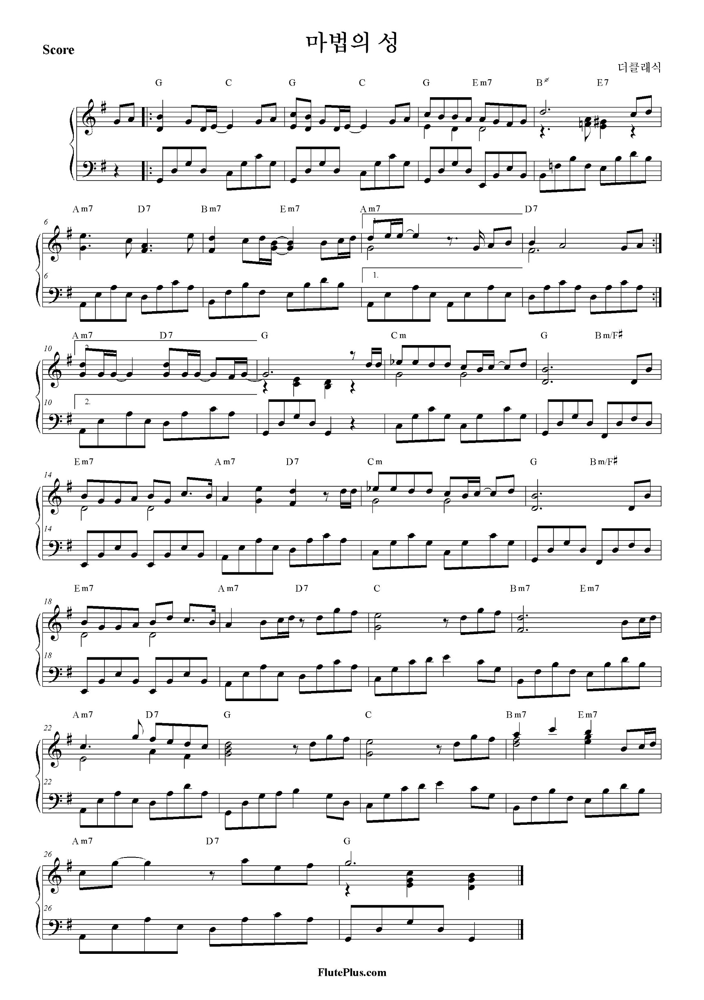 마법의 성
Score
더클래식
G C G C G Em7 Bø E7
Am7 D7 Bm7 Em7 Am7 D7
6
1.
6
1.
Am7 D7 G Cm G Bm/F#
10
2.
10
2.
Em7 Am7 D7 Cm G Bm/F#
14
14
Em7 Am7 D7 C Bm7 Em7
18
18
Am7 D7 G C Bm7 Em7
22
22
Am7 D7 G
26
26
FlutePlus.com